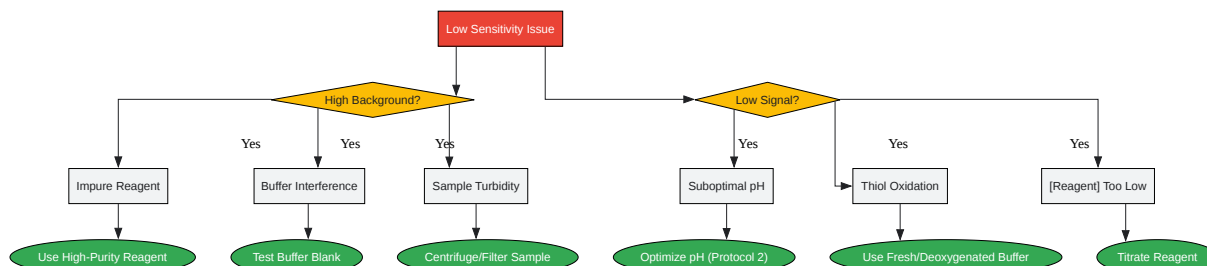 Low Sensitivity Issue
High Background?
Low Signal?
Yes
Yes
Yes
Yes
Yes
Yes
Impure Reagent
Buffer Interference
Sample Turbidity
Suboptimal pH
Thiol Oxidation
[Reagent] Too Low
Use High-Purity Reagent
Test Buffer Blank
Centrifuge/Filter Sample
Optimize pH (Protocol 2)
Use Fresh/Deoxygenated Buffer
Titrate Reagent